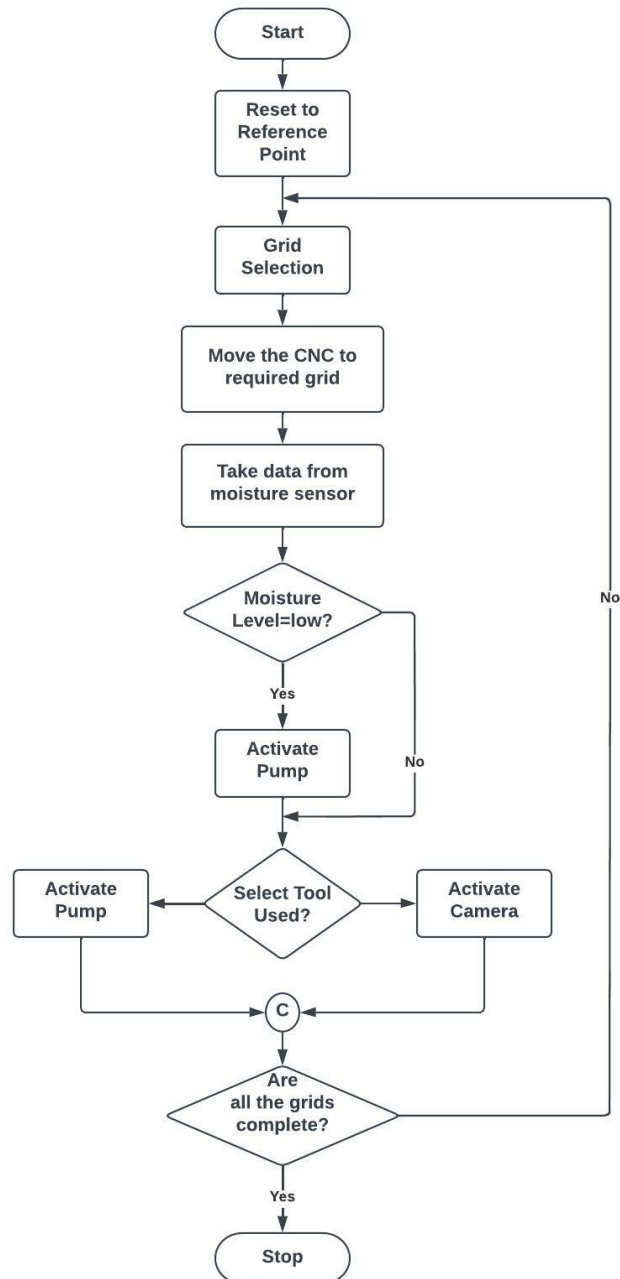 Start
Reset to
Reference
Point
Grid
Selection
Move the CNC to
required grid
Take data from
moisture sensor
Moisture
Level=low?
Yes
No
Activate
Pump
Activate
Pump
Select Tool
Used?
Activate
Camera
C
Are
all the grids
complete?
No
Yes
Stop